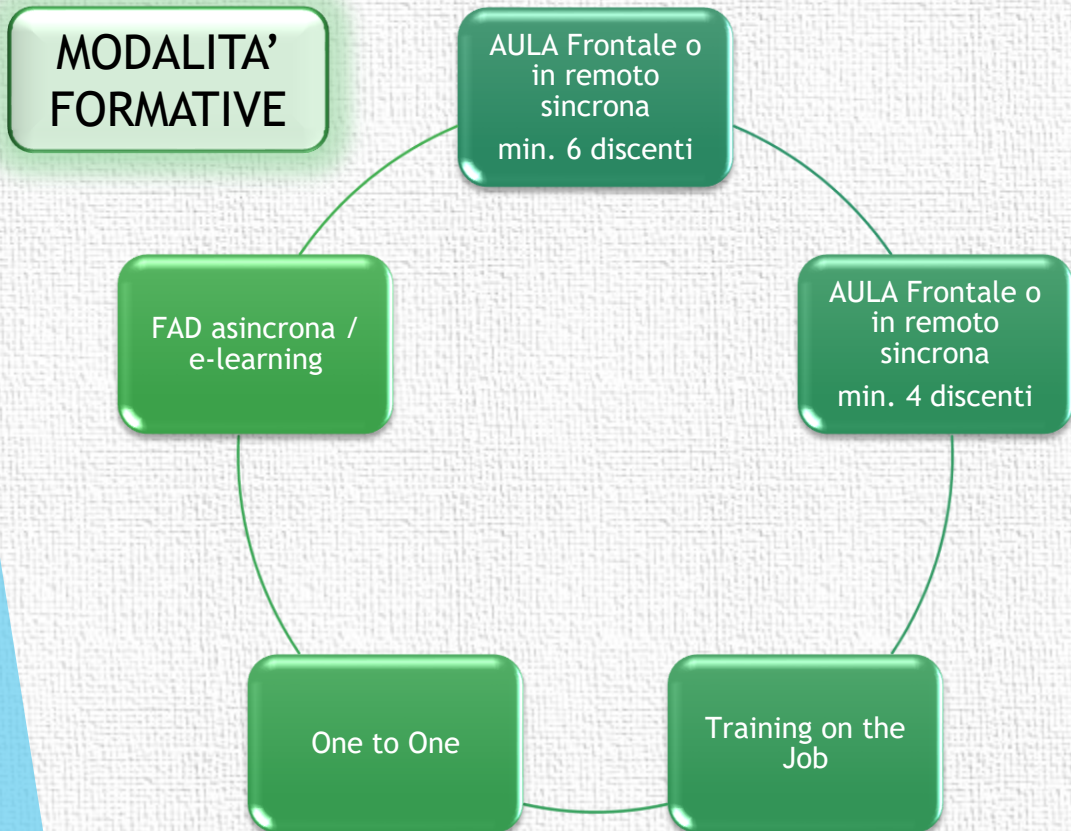 MODALITA’
FORMATIVE
AULA Frontale o
in remoto
sincrona
min. 6 discenti
AULA Frontale o
in remoto
sincrona
min. 4 discenti
Training on the
Job
One to One
FAD asincrona /
e-learning